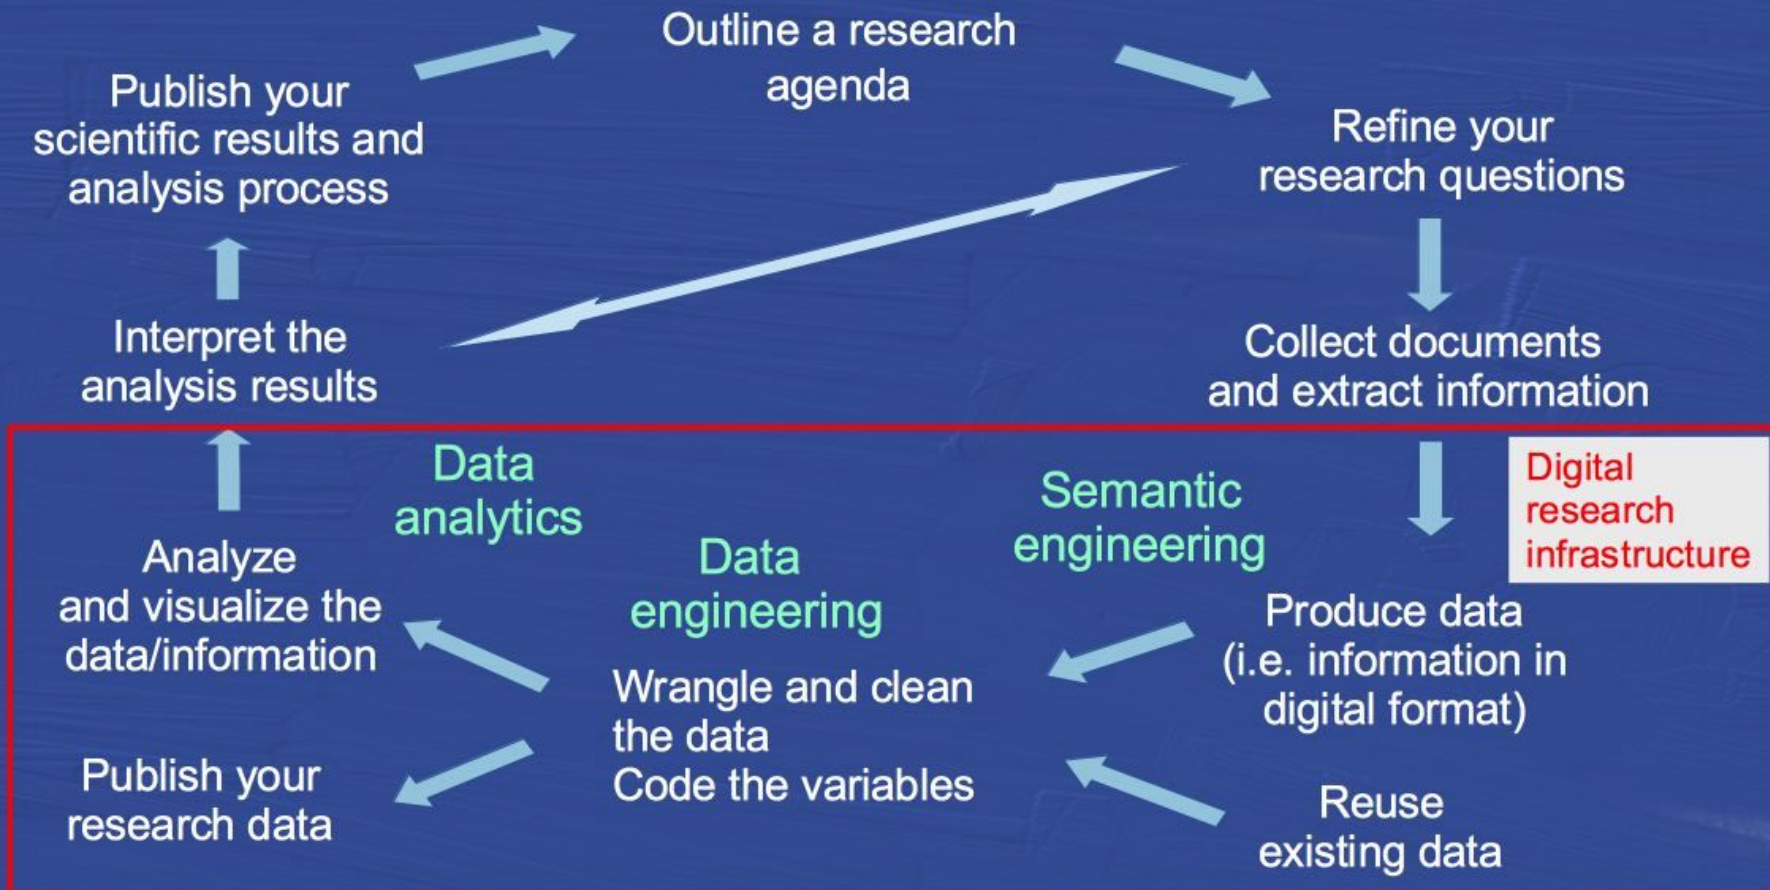 Outline a research
agenda
Publish your
scientific results and
analysis process
Refine your
research questions
Interpret the
analysis results
Collect documents
and extract information
Data
analytics
Semantic
engineering
Digital
research
infrastructure
Data
engineering
Analyze
and visualize the
data/information
Produce data
(i.e. information in
digital format)
Wrangle and clean
the data
Code the variables
Publish your
research data
Reuse
existing data